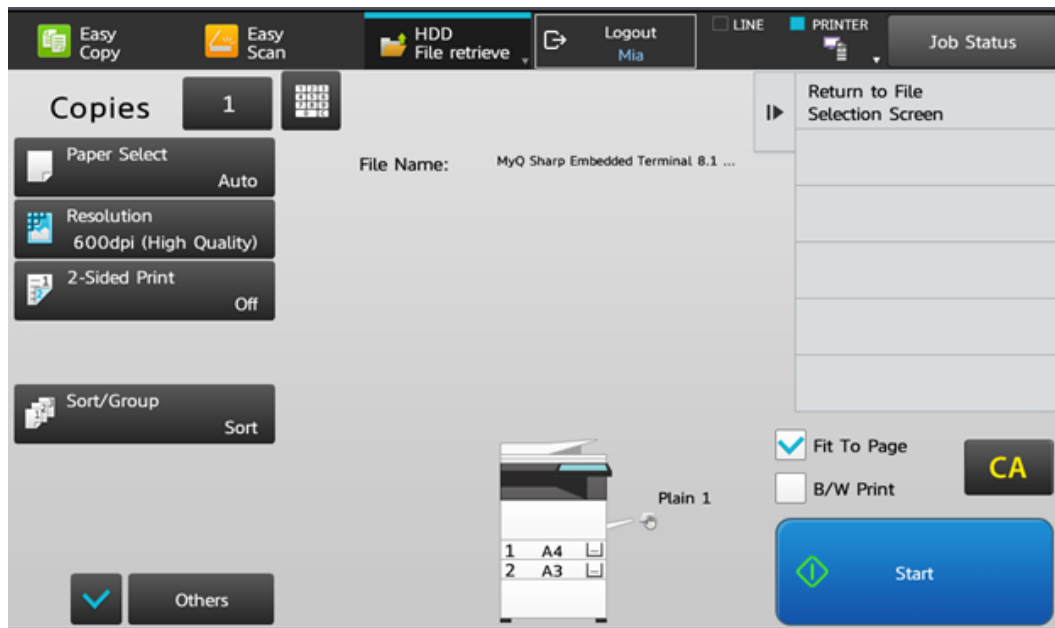 Easy
Copy
Easy
Scan
HDD
File retrieve
Logout
Mia
LINE
PRINTER
Job Status
Copies
1
Return to File
Selection Screen
Paper Select
Auto
File Name:
MyQ Sharp Embedded Terminal 8.1 ...
Resolution
600dpi (High Quality)
2-Sided Print
Off
Sort/Group
Sort
Fit To Page
CA
B/W Print
Plain 1
1 A4
2 A3
Start
Others